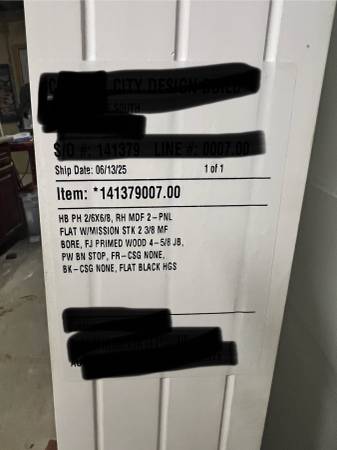 CITY DESIGN BUILD
SOUTH
S/O #: 141379 LINE #: 0007.00
Ship Date: 06/13/25 1 of 1
Item: *141379007.00
HB PH 2/6X6/8, RH MDF 2-PNL
FLAT W/MISSION STK 2 3/8 MF
BORE, FJ PRIMED WOOD 4-5/8 JB,
PW BN STOP, FR-CSG NONE,
BK-CSG NONE, FLAT BLACK HGS